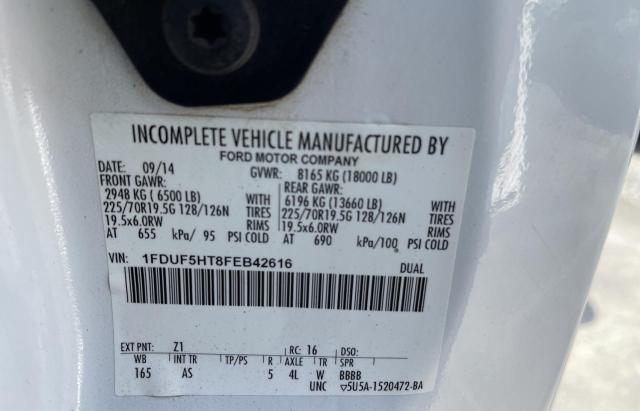 INCOMPLETE VEHICLE MANUFACTURED BY
FORD MOTOR COMPANY
DATE: 09/14 GVWR: 8165 KG (18000 LB)
FRONT GAWR: REAR GAWR:
2948 KG ( 6500 LB) WITH 6196 KG (13660 LB) WITH
225/70R19.5G 128/126N TIRES 225/70R19.5G 128/126N TIRES
19.5x6.0RW RIMS 19.5x6.0RW RIMS
AT 655 kPa/ 95 PSI COLD AT 690 kPa/100 PSI COLD
VIN: 1FDUF5HT8FEB42616 DUAL
EXT PNT: Z1 RC: 16 DSO:
WB INT TR TP/PS R AXLE TR SPR
165 AS 5 4L W BBBB
UNC ▽5U5A-1520472-BA